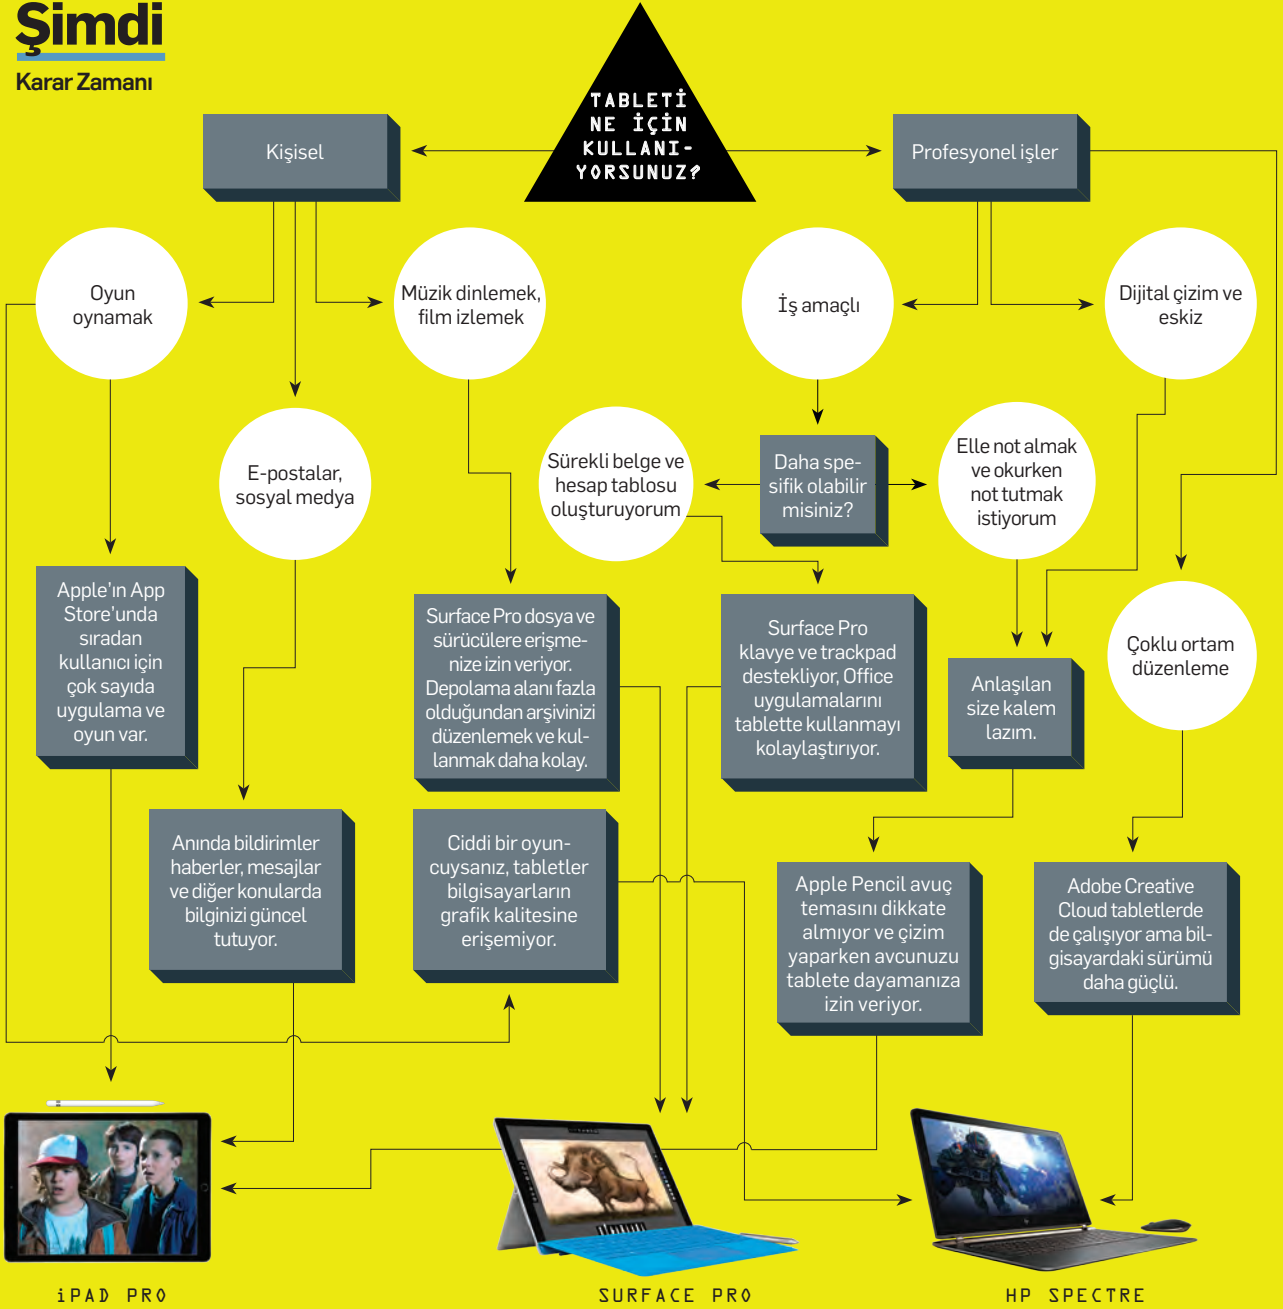 Şimdi
Karar Zamanı
TABLETİ
NE İÇİN
KULLANI-
YORSUNUZ?
Kişisel
Profesyonel işler
Oyun
oynamak
Müzik dinlemek,
film izlemek
İş amaçlı
Dijital çizim ve
eskiz
E-postalar,
sosyal medya
Sürekli belge ve
hesap tablosu
oluşturuyorum
Daha spe-
sifik olabilir
misiniz?
Elle not almak
ve okurken
not tutmak
istiyorum
Apple'ın App
Store'unda
sıradan
kullanıcı için
çok sayıda
uygulama ve
oyun var.
Surface Pro dosya ve
sürücülere erişme-
nize izin veriyor.
Depolama alanı fazla
olduğundan arşivinizi
düzenlemek ve kul-
lanmak daha kolay.
Surface Pro
klavye ve trackpad
destekliyor, Office
uygulamalarını
tablette kullanmayı
kolaylaştırıyor.
Anlaşılan
size kalem
lazım.
Çoklu ortam
düzenleme
Anında bildirimler
haberler, mesajlar
ve diğer konularda
bilginizi güncel
tutuyor.
Ciddi bir oyun-
cuysanız, tabletler
bilgisayarların
grafik kalitesine
erişemiyor.
Apple Pencil avuç
temasını dikkate
almıyor ve çizim
yaparken avcunuzu
tablete dayamanıza
izin veriyor.
Adobe Creative
Cloud tabletlerde
de çalışıyor ama bil-
gisayardaki sürümü
daha güçlü.
iPAD PRO
SURFACE PRO
HP SPECTRE